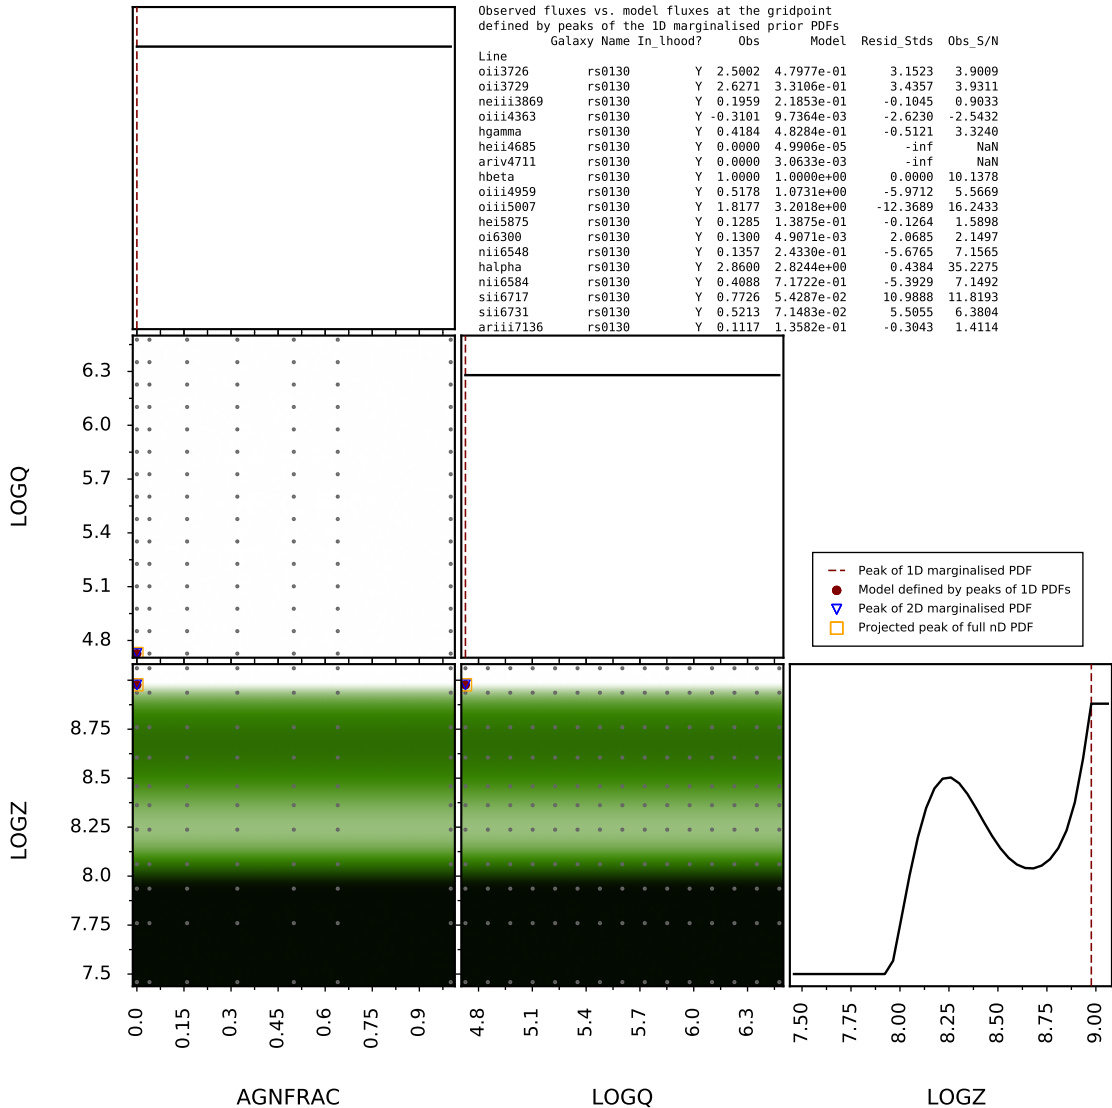 Observed fluxes vs. model fluxes at the gridpoint
defined by peaks of the 1D marginalised prior PDFs
Galaxy Name In_lhood? Obs Model Resid_Stds Obs_S/N
Line
oii3726 rs0130 Y 2.5002 4.7977e-01 3.1523 3.9009
oii3729 rs0130 Y 2.6271 3.3106e-01 3.4357 3.9311
neiii3869 rs0130 Y 0.1959 2.1853e-01 -0.1045 0.9033
oiii4363 rs0130 Y -0.3101 9.7364e-03 -2.6230 -2.5432
hgamma rs0130 Y 0.4184 4.8284e-01 -0.5121 3.3240
heii4685 rs0130 Y 0.0000 4.9906e-05 -inf NaN
ariv4711 rs0130 Y 0.0000 3.0633e-03 -inf NaN
hbeta rs0130 Y 1.0000 1.0000e+00 0.0000 10.1378
oiii4959 rs0130 Y 0.5178 1.0731e+00 -5.9712 5.5669
oiii5007 rs0130 Y 1.8177 3.2018e+00 -12.3689 16.2433
hei5875 rs0130 Y 0.1285 1.3875e-01 -0.1264 1.5898
oi6300 rs0130 Y 0.1300 4.9071e-03 2.0685 2.1497
nii6548 rs0130 Y 0.1357 2.4330e-01 -5.6765 7.1565
halpha rs0130 Y 2.8600 2.8244e+00 0.4384 35.2275
nii6584 rs0130 Y 0.4088 7.1722e-01 -5.3929 7.1492
sii6717 rs0130 Y 0.7726 5.4287e-02 10.9888 11.8193
sii6731 rs0130 Y 0.5213 7.1483e-02 5.5055 6.3804
ariii7136 rs0130 Y 0.1117 1.3582e-01 -0.3043 1.4114
LOGQ
6.3
6.0
5.7
5.4
5.1
4.8
Peak of 1D marginalised PDF
Model defined by peaks of 1D PDFs
Peak of 2D marginalised PDF
Projected peak of full nD PDF
LOGZ
8.75
8.5
8.25
8.0
7.75
7.5
0.0 0.15 0.3 0.45 0.6 0.75 0.9
4.8 5.1 5.4 5.7 6.0 6.3
7.50 7.75 8.00 8.25 8.50 8.75 9.00
AGNFRAC LOGQ LOGZ